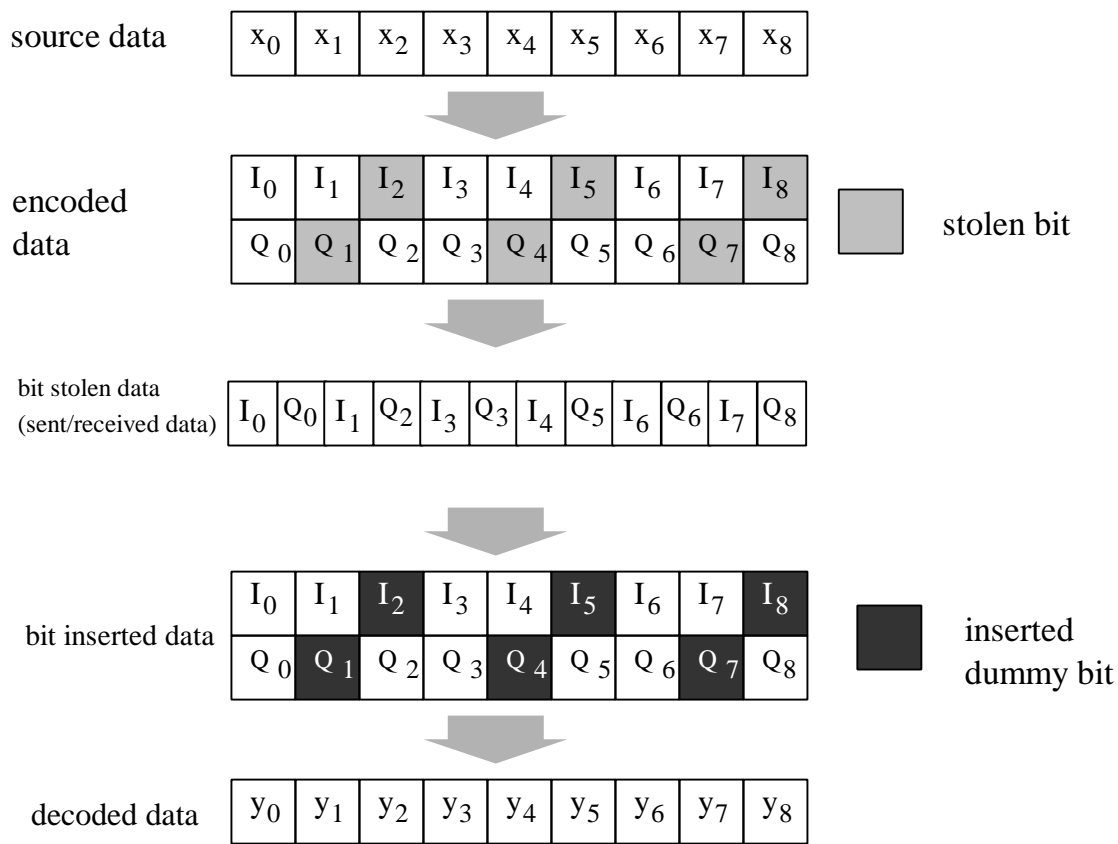 source data x₀ x₁ x₂ x₃ x₄ x₅ x₆ x₇ x₈
encoded data
I₀ I₁ I₂ I₃ I₄ I₅ I₆ I₇ I₈
Q₀ Q₁ Q₂ Q₃ Q₄ Q₅ Q₆ Q₇ Q₈
stolen bit
bit stolen data
(sent/received data)
I₀ Q₀ I₁ Q₂ I₃ Q₃ I₄ Q₅ I₆ Q₆ I₇ Q₈
bit inserted data
I₀ I₁ I₂ I₃ I₄ I₅ I₆ I₇ I₈
Q₀ Q₁ Q₂ Q₃ Q₄ Q₅ Q₆ Q₇ Q₈
inserted
dummy bit
decoded data y₀ y₁ y₂ y₃ y₄ y₅ y₆ y₇ y₈